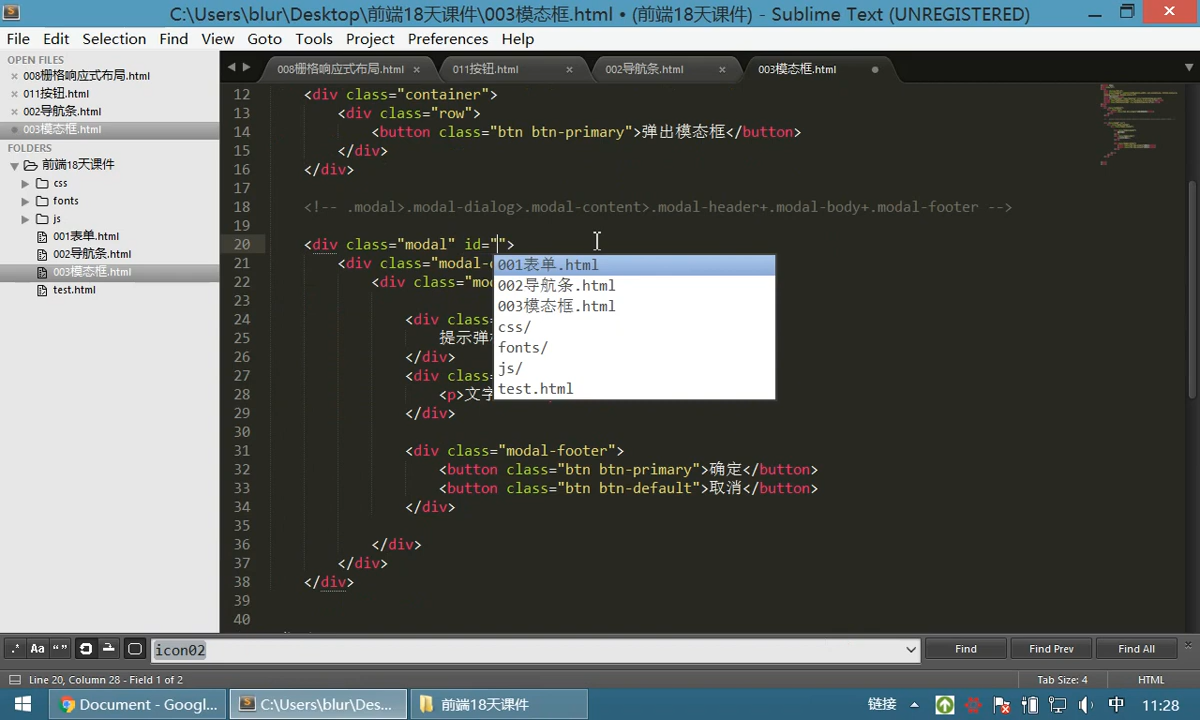 C:\Users\blur\Desktop\前端18天课件\003模态框.html • (前端18天课件) - Sublime Text (UNREGISTERED)
File Edit Selection Find View Goto Tools Project Preferences Help
OPEN FILES
008栅格响应式布局.html
011按钮.html
002导航条.html
003模态框.html
FOLDERS
前端18天课件
css
fonts
js
001表单.html
002导航条.html
003模态框.html
test.html
008栅格响应式布局.html 011按钮.html 002导航条.html 003模态框.html
12 <div class="container">
13 <div class="row">
14 <button class="btn btn-primary">弹出模态框</button>
15 </div>
16 </div>
17
18 <!-- .modal>.modal-dialog>.modal-content>.modal-header+.modal-body+.modal-footer -->
19
20 <div class="modal" id="">
21 <div class="modal-
22 <div class="mo
23
24 <div class=
25 提示弹
26 </div>
27 <div class=
28 <p>文字
29 </div>
30
31 <div class="modal-footer">
32 <button class="btn btn-primary">确定</button>
33 <button class="btn btn-default">取消</button>
34 </div>
35
36 </div>
37 </div>
38 </div>
39
40
001表单.html
002导航条.html
003模态框.html
css/
fonts/
js/
test.html
.* Aa “” icon02 Find Find Prev Find All
Line 20, Column 28 - Field 1 of 2 Tab Size: 4 HTML
Document - Googl... C:\Users\blur\Des... 前端18天课件 链接 中 11:28